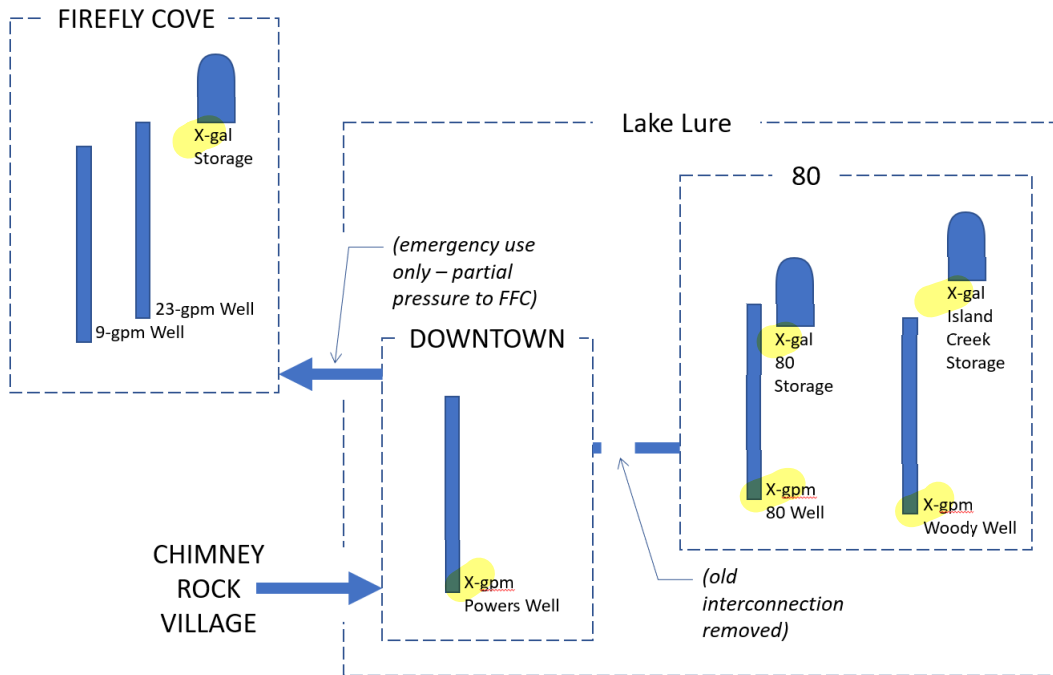 FIREFLY COVE
X-gal
Storage
23-gpm Well
9-gpm Well
Lake Lure
(emergency use
only – partial
pressure to FFC)
DOWNTOWN
X-gpm
Powers Well
CHIMNEY
ROCK
VILLAGE
80
X-gal
80
Storage
X-gal
Island
Creek
Storage
X-gpm
80 Well
X-gpm
Woody Well
(old
interconnection
removed)